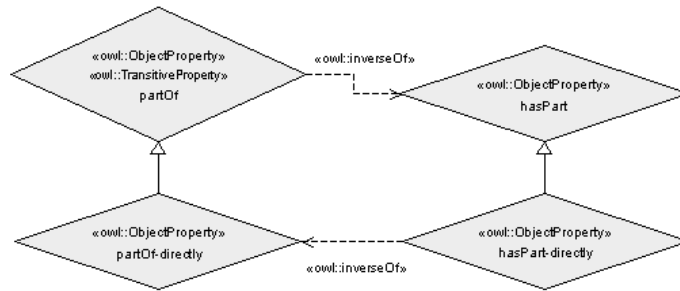 «owl::ObjectProperty»
«owl::TransitiveProperty»
partOf
«owl::inverseOf»
«owl::ObjectProperty»
hasPart
«owl::ObjectProperty»
partOf-directly
«owl::inverseOf»
«owl::ObjectProperty»
hasPart-directly